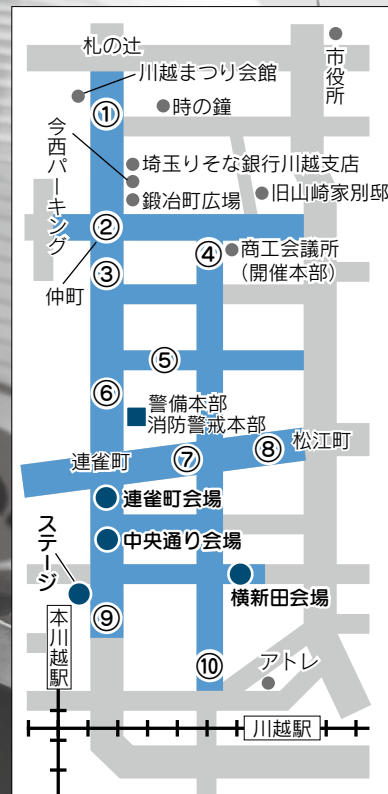 札の辻
市役所
川越まつり会館
①
時の鐘
今西パーキング
埼玉りそな銀行川越支店
鍛冶町広場
旧山崎家別邸
②
④
商工会議所
（開催本部）
③
仲町
⑤
⑥
警備本部
消防警戒本部
松江町
⑧
⑦
連雀町
連雀町会場
中央通り会場
ステージ
横新田会場
⑨
本川越駅
⑩
アトレ
川越駅